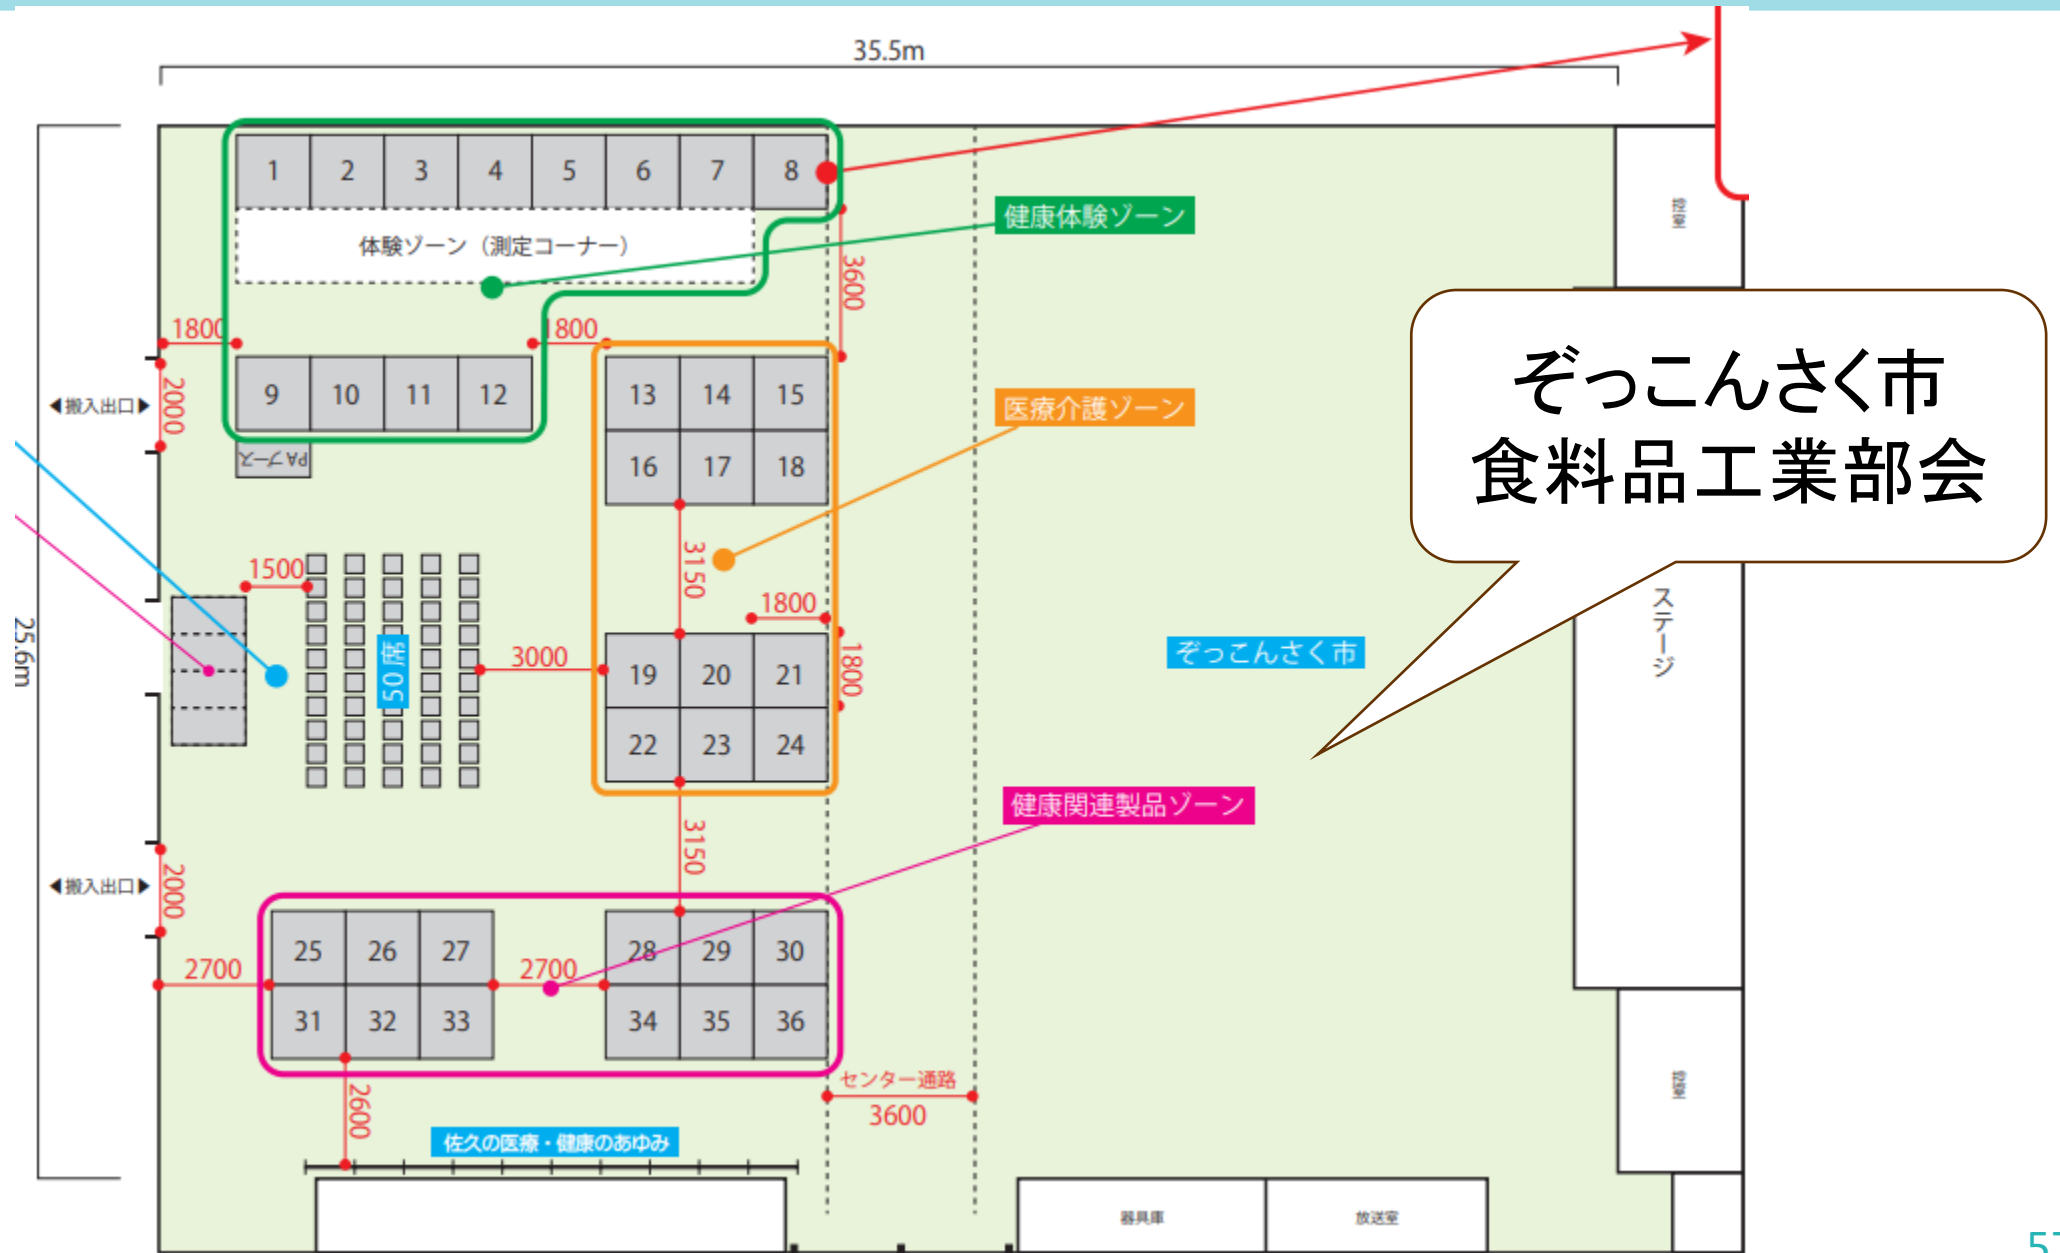 35.5m
1 2 3 4 5 6 7 8
体験ゾーン（測定コーナー）
健康体験ゾーン
控室
3600
1800
800
ぞっこんさく市
食料品工業部会
◀搬入出口▶
2000
9 10 11 12
13 14 15
医療介護ゾーン
PAブース
16 17 18
3150
1500
1800
25.6m
50席
3000
19 20 21
1800
ぞっこんさく市
ステージ
22 23 24
健康関連製品ゾーン
3150
◀搬入出口▶
2000
25 26 27
28 29 30
2700
2700
31 32 33
34 35 36
センター通路
3600
控室
2600
佐久の医療・健康のあゆみ
器具庫
放送室